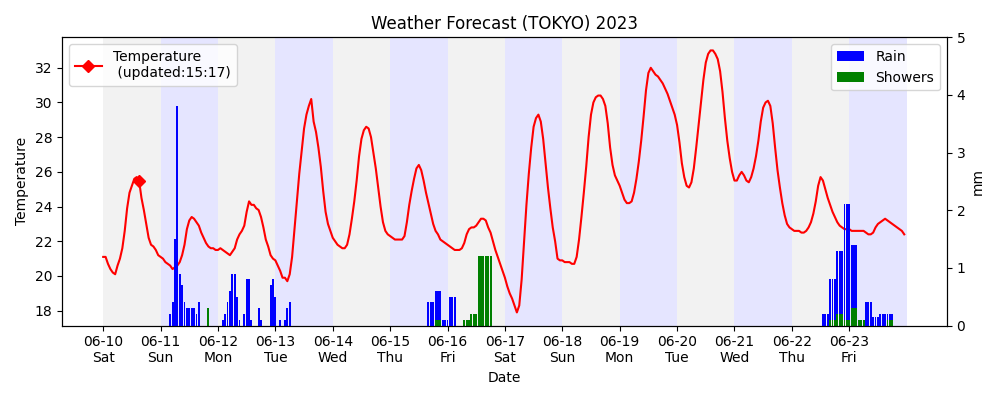 Weather Forecast (TOKYO) 2023
Temperature
(updated:15:17)
Rain
Showers
Temperature
32
30
28
26
24
22
20
18
5
4
3
2
1
0
mm
06-10 06-11 06-12 06-13 06-14 06-15 06-16 06-17 06-18 06-19 06-20 06-21 06-22 06-23
Sat Sun Mon Tue Wed Thu Fri Sat Sun Mon Tue Wed Thu Fri
Date